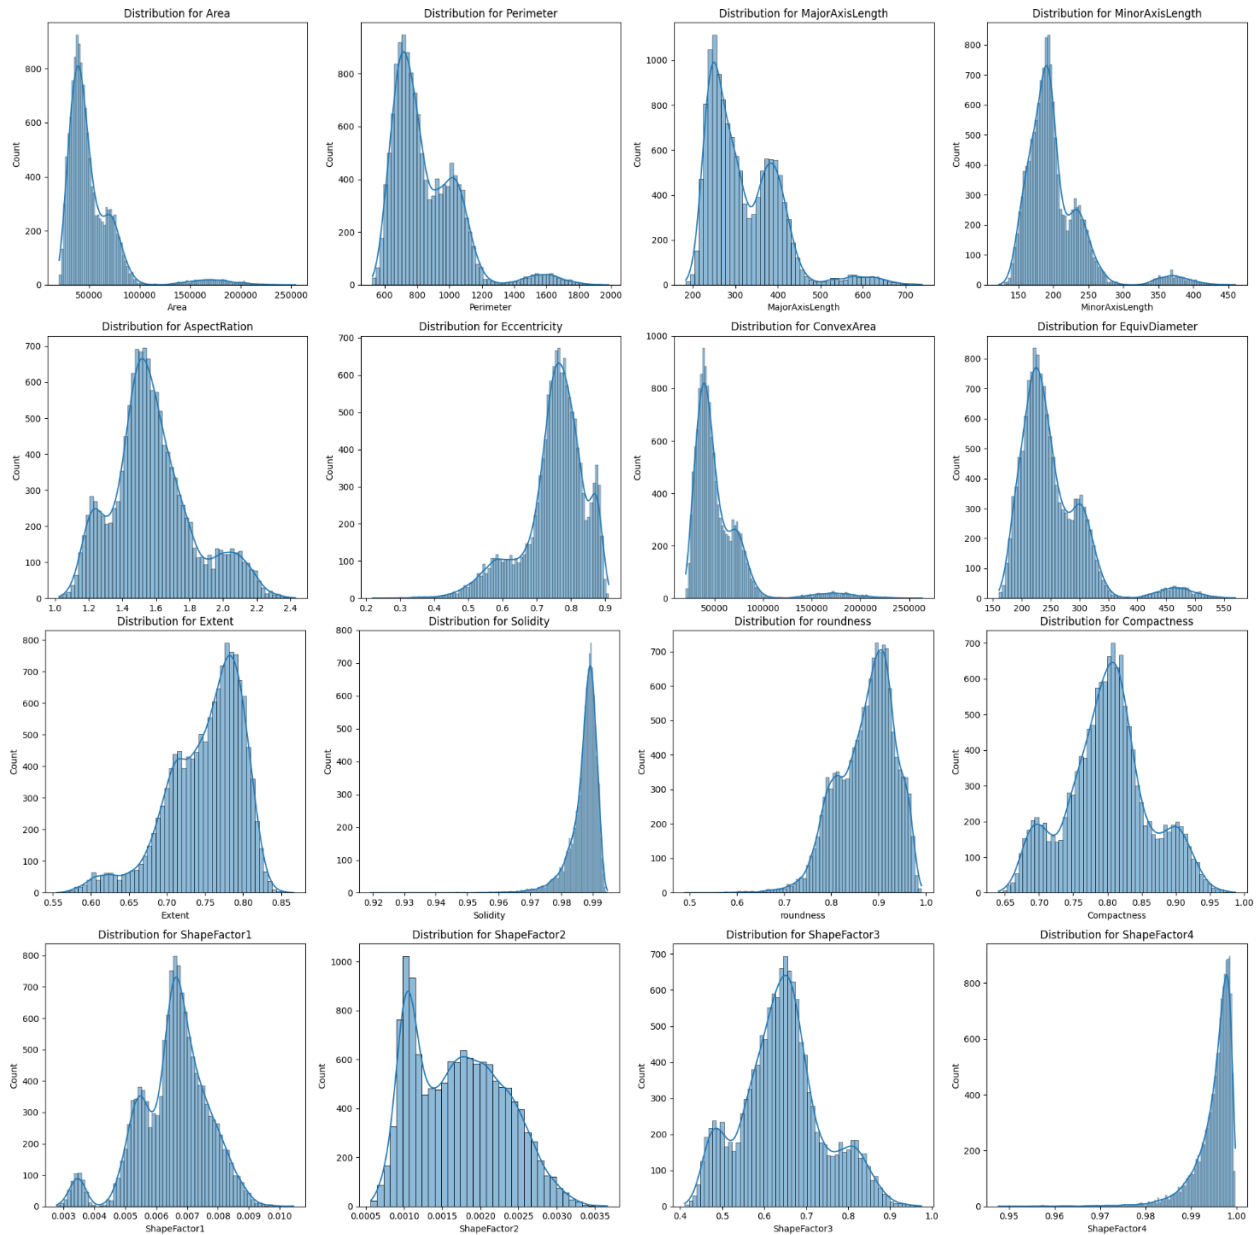 Distribution for Area
Distribution for Perimeter
Distribution for MajorAxisLength
Distribution for MinorAxisLength
Count
800
600
400
200
0
50000 100000 150000 200000 250000
Area
Count
800
600
400
200
0
600 800 1000 1200 1400 1600 1800 2000
Perimeter
Count
1000
800
600
400
200
0
200 300 400 500 600 700
MajorAxisLength
Count
800
700
600
500
400
300
200
100
0
150 200 250 300 350 400 450
MinorAxisLength
Distribution for AspectRation
Distribution for Eccentricity
Distribution for ConvexArea
Distribution for EquivDiameter
Count
700
600
500
400
300
200
100
0
1.0 1.2 1.4 1.6 1.8 2.0 2.2 2.4
Count
700
600
500
400
300
200
100
0
0.2 0.3 0.4 0.5 0.6 0.7 0.8 0.9
Count
1000
800
600
400
200
0
50000 100000 150000 200000 250000
Count
800
700
600
500
400
300
200
100
0
150 200 250 300 350 400 450 500 550
Distribution for Extent
Distribution for Solidity
Distribution for roundness
Distribution for Compactness
Count
800
700
600
500
400
300
200
100
0
0.55 0.60 0.65 0.70 0.75 0.80 0.85
Extent
Count
800
700
600
500
400
300
200
100
0
0.92 0.93 0.94 0.95 0.96 0.97 0.98 0.99
Solidity
Count
700
600
500
400
300
200
100
0
0.5 0.6 0.7 0.8 0.9 1.0
roundness
Count
700
600
500
400
300
200
100
0
0.65 0.70 0.75 0.80 0.85 0.90 0.95 1.00
Compactness
Distribution for ShapeFactor1
Distribution for ShapeFactor2
Distribution for ShapeFactor3
Distribution for ShapeFactor4
Count
800
700
600
500
400
300
200
100
0
0.003 0.004 0.005 0.006 0.007 0.008 0.009 0.010
ShapeFactor1
Count
1000
800
600
400
200
0
0.0005 0.0010 0.0015 0.0020 0.0025 0.0030 0.0035
ShapeFactor2
Count
700
600
500
400
300
200
100
0
0.4 0.5 0.6 0.7 0.8 0.9 1.0
ShapeFactor3
Count
800
600
400
200
0
0.95 0.96 0.97 0.98 0.99 1.00
ShapeFactor4